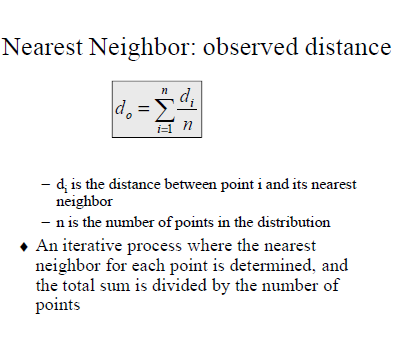 Nearest Neighbor: observed distance
d_o = \sum_{i=1}^{n} \frac{d_i}{n}
– d_i is the distance between point i and its nearest
neighbor
– n is the number of points in the distribution
♦ An iterative process where the nearest
neighbor for each point is determined, and
the total sum is divided by the number of
points